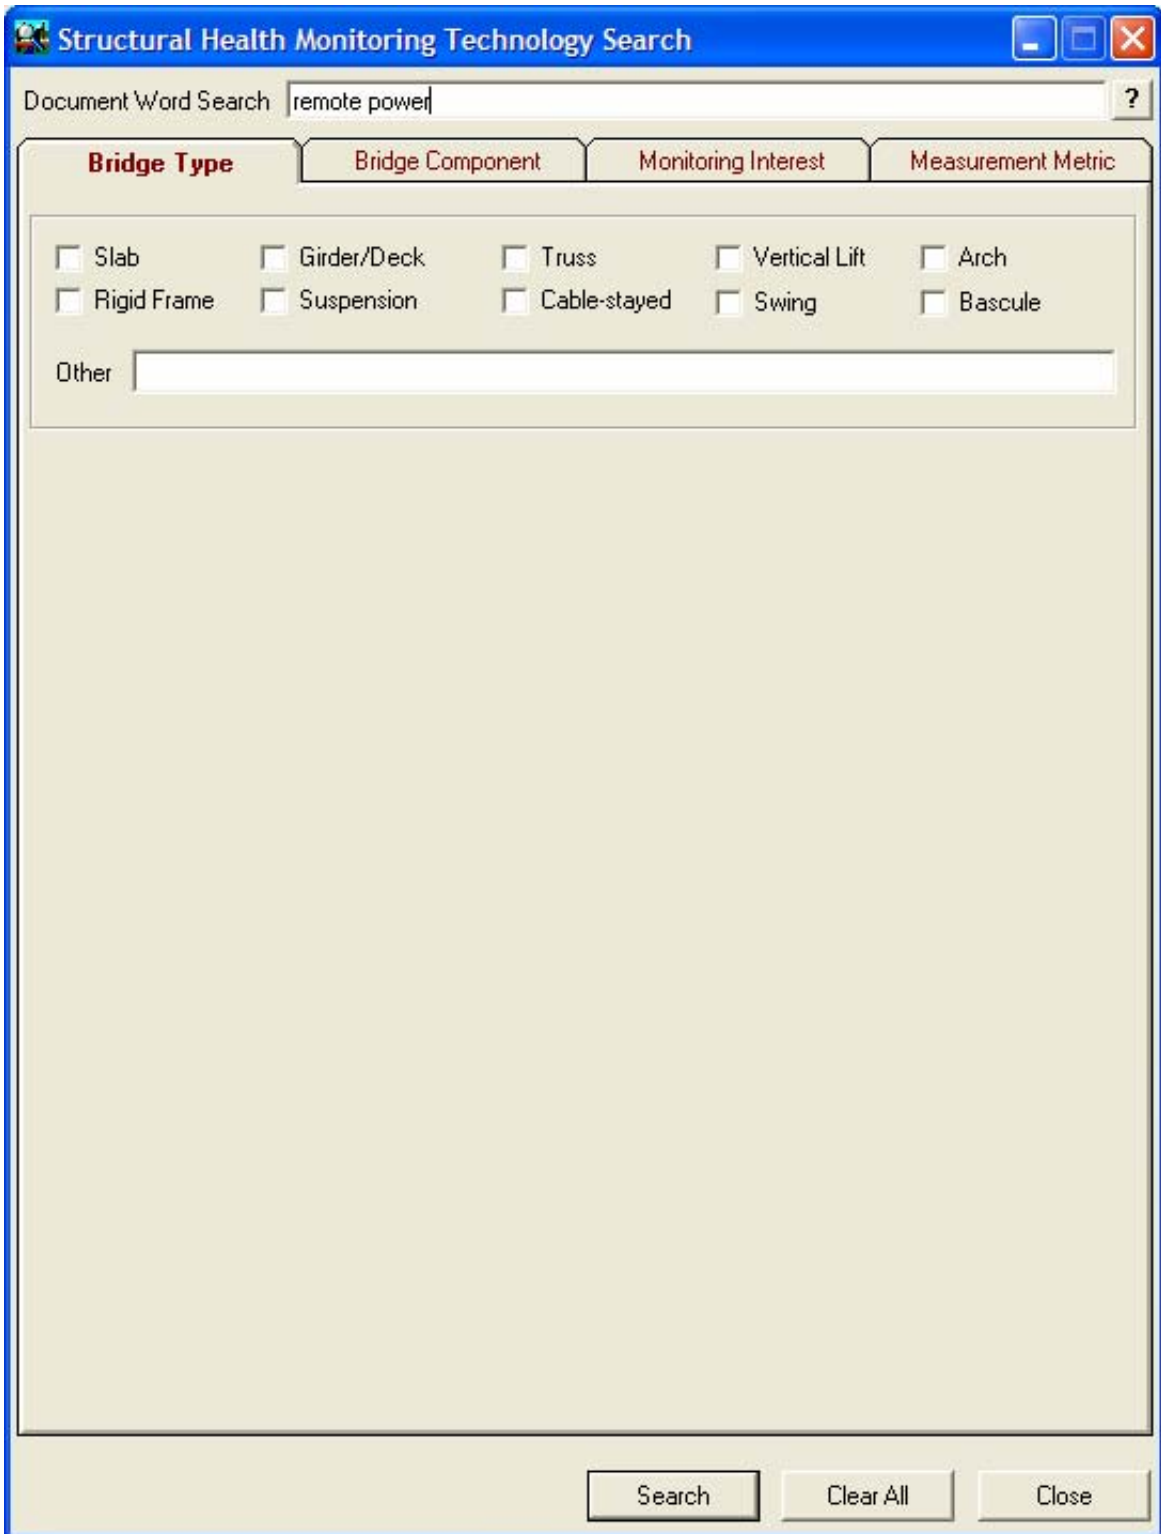 Structural Health Monitoring Technology Search
Document Word Search remote power ?
Bridge Type Bridge Component Monitoring Interest Measurement Metric
Slab Girder/Deck Truss Vertical Lift Arch
Rigid Frame Suspension Cable-stayed Swing Bascule
Other
Search Clear All Close